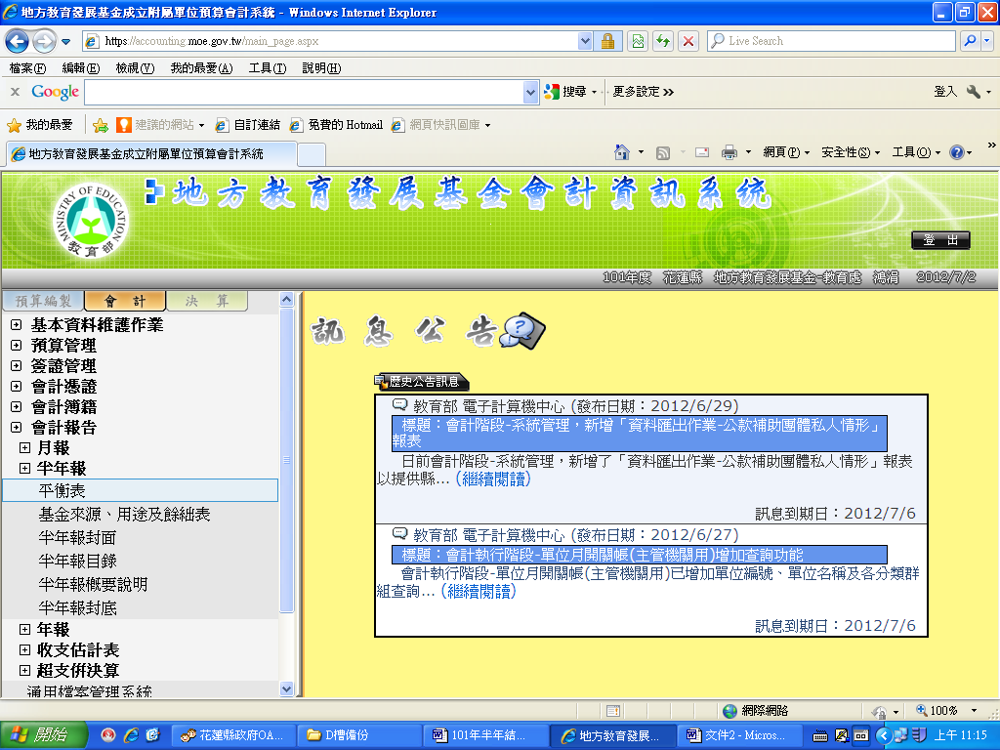 地方教育發展基金成立附屬單位預算會計系統 - Windows Internet Explorer
https://accounting.moe.gov.tw/main_page.aspx
Live Search
檔案(F) 編輯(E) 檢視(V) 我的最愛(A) 工具(T) 說明(H)
x Google 搜尋 更多設定 >> 登入
我的最愛 建議的網站 自訂連結 免費的 Hotmail 網頁快訊圖庫
地方教育發展基金成立附屬單位預算會計系統
網頁(P) 安全性(S) 工具(O) >>
MINISTRY OF EDUCATION
教育部
地方教育發展基金會計資訊系統
登 出
101年度 花蓮縣 地方教育發展基金-教育處 鴻涓 2012/7/2
預算編製 會 計 決 算
基本資料維護作業
預算管理
簽證管理
會計憑證
會計簿籍
會計報告
月報
半年報
平衡表
基金來源、用途及餘絀表
半年報封面
半年報目錄
半年報概要說明
半年報封底
年報
收支估計表
超支併決算
通用檔案管理系統
訊息公告
歷史公告訊息
教育部 電子計算機中心 (發布日期：2012/6/29)
標題：會計階段-系統管理，新增「資料匯出作業-公款補助團體私人情形」
報表
日前會計階段-系統管理，新增了「資料匯出作業-公款補助團體私人情形」報表
以提供縣... (繼續閱讀)
訊息到期日：2012/7/6
教育部 電子計算機中心 (發布日期：2012/6/27)
標題：會計執行階段-單位月開關帳(主管機關用)增加查詢功能
會計執行階段-單位月開關帳(主管機關用)已增加單位編號、單位名稱及各分類群
組查詢... (繼續閱讀)
訊息到期日：2012/7/6
網際網路 100%
開始 花蓮縣政府OA... D槽備份 101年半年結... 地方教育發展... 文件2 - Micros... 上午 11:15